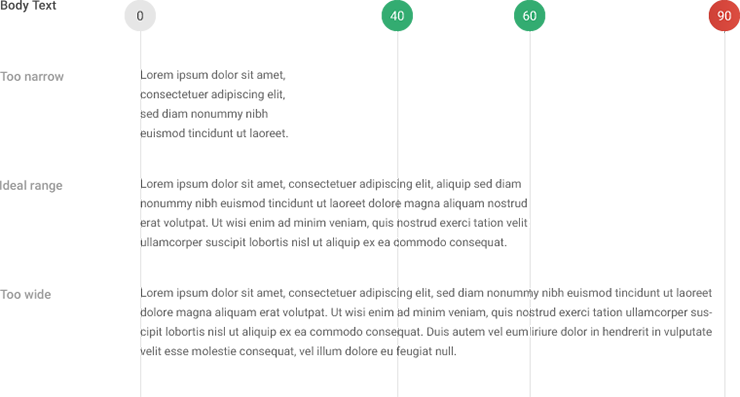 Body Text
0
40
60
90
Too narrow
Lorem ipsum dolor sit amet,
consectetuer adipiscing elit,
sed diam nonummy nibh
euismod tincidunt ut laoreet.
Ideal range
Lorem ipsum dolor sit amet, consectetuer adipiscing elit, aliquip sed diam
nonummy nibh euismod tincidunt ut laoreet dolore magna aliquam nostrud
erat volutpat. Ut wisi enim ad minim veniam, quis nostrud exerci tation velit
ullamcorper suscipit lobortis nisl ut aliquip ex ea commodo consequat.
Too wide
Lorem ipsum dolor sit amet, consectetuer adipiscing elit, sed diam nonummy nibh euismod tincidunt ut laoreet
dolore magna aliquam erat volutpat. Ut wisi enim ad minim veniam, quis nostrud exerci tation ullamcorper sus-
cipit lobortis nisl ut aliquip ex ea commodo consequat. Duis autem vel eum iriure dolor in hendrerit in vulputate
velit esse molestie consequat, vel illum dolore eu feugiat null.